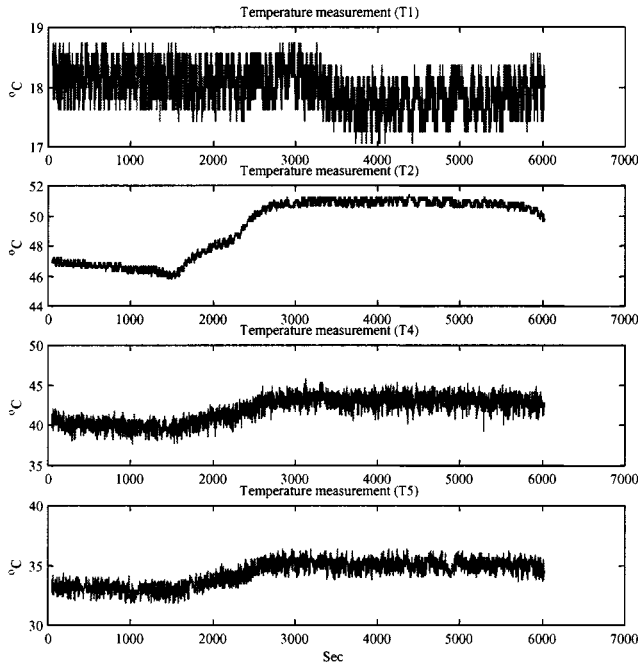 Temperature measurement (T1)
19
18
17
°C
0 1000 2000 3000 4000 5000 6000 7000
Temperature measurement (T2)
52
50
48
46
44
°C
0 1000 2000 3000 4000 5000 6000 7000
Temperature measurement (T4)
50
45
40
35
°C
0 1000 2000 3000 4000 5000 6000 7000
Temperature measurement (T5)
40
35
30
°C
0 1000 2000 3000 4000 5000 6000 7000
Sec